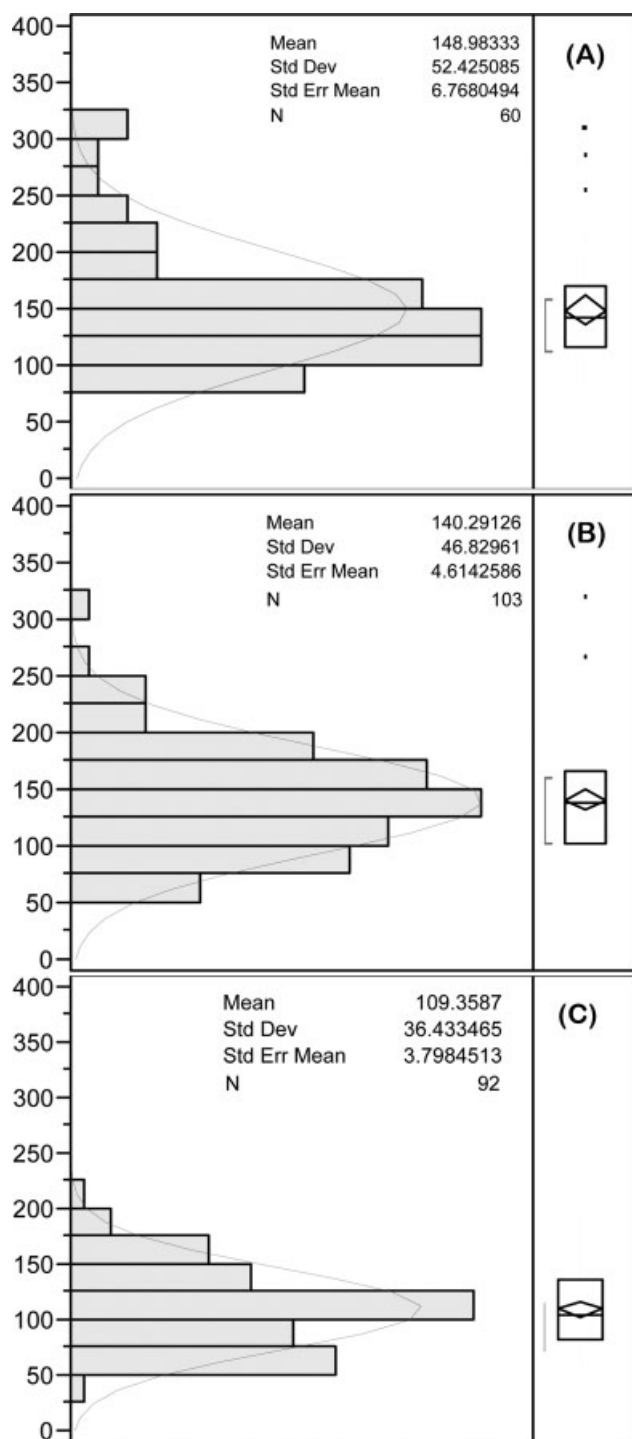 400
350
300
250
200
150
100
50
0
Mean 148.98333
Std Dev 52.425085
Std Err Mean 6.7680494
N 60
(A)
400
350
300
250
200
150
100
50
0
Mean 140.29126
Std Dev 46.82961
Std Err Mean 4.6142586
N 103
(B)
400
350
300
250
200
150
100
50
0
Mean 109.3587
Std Dev 36.433465
Std Err Mean 3.7984513
N 92
(C)